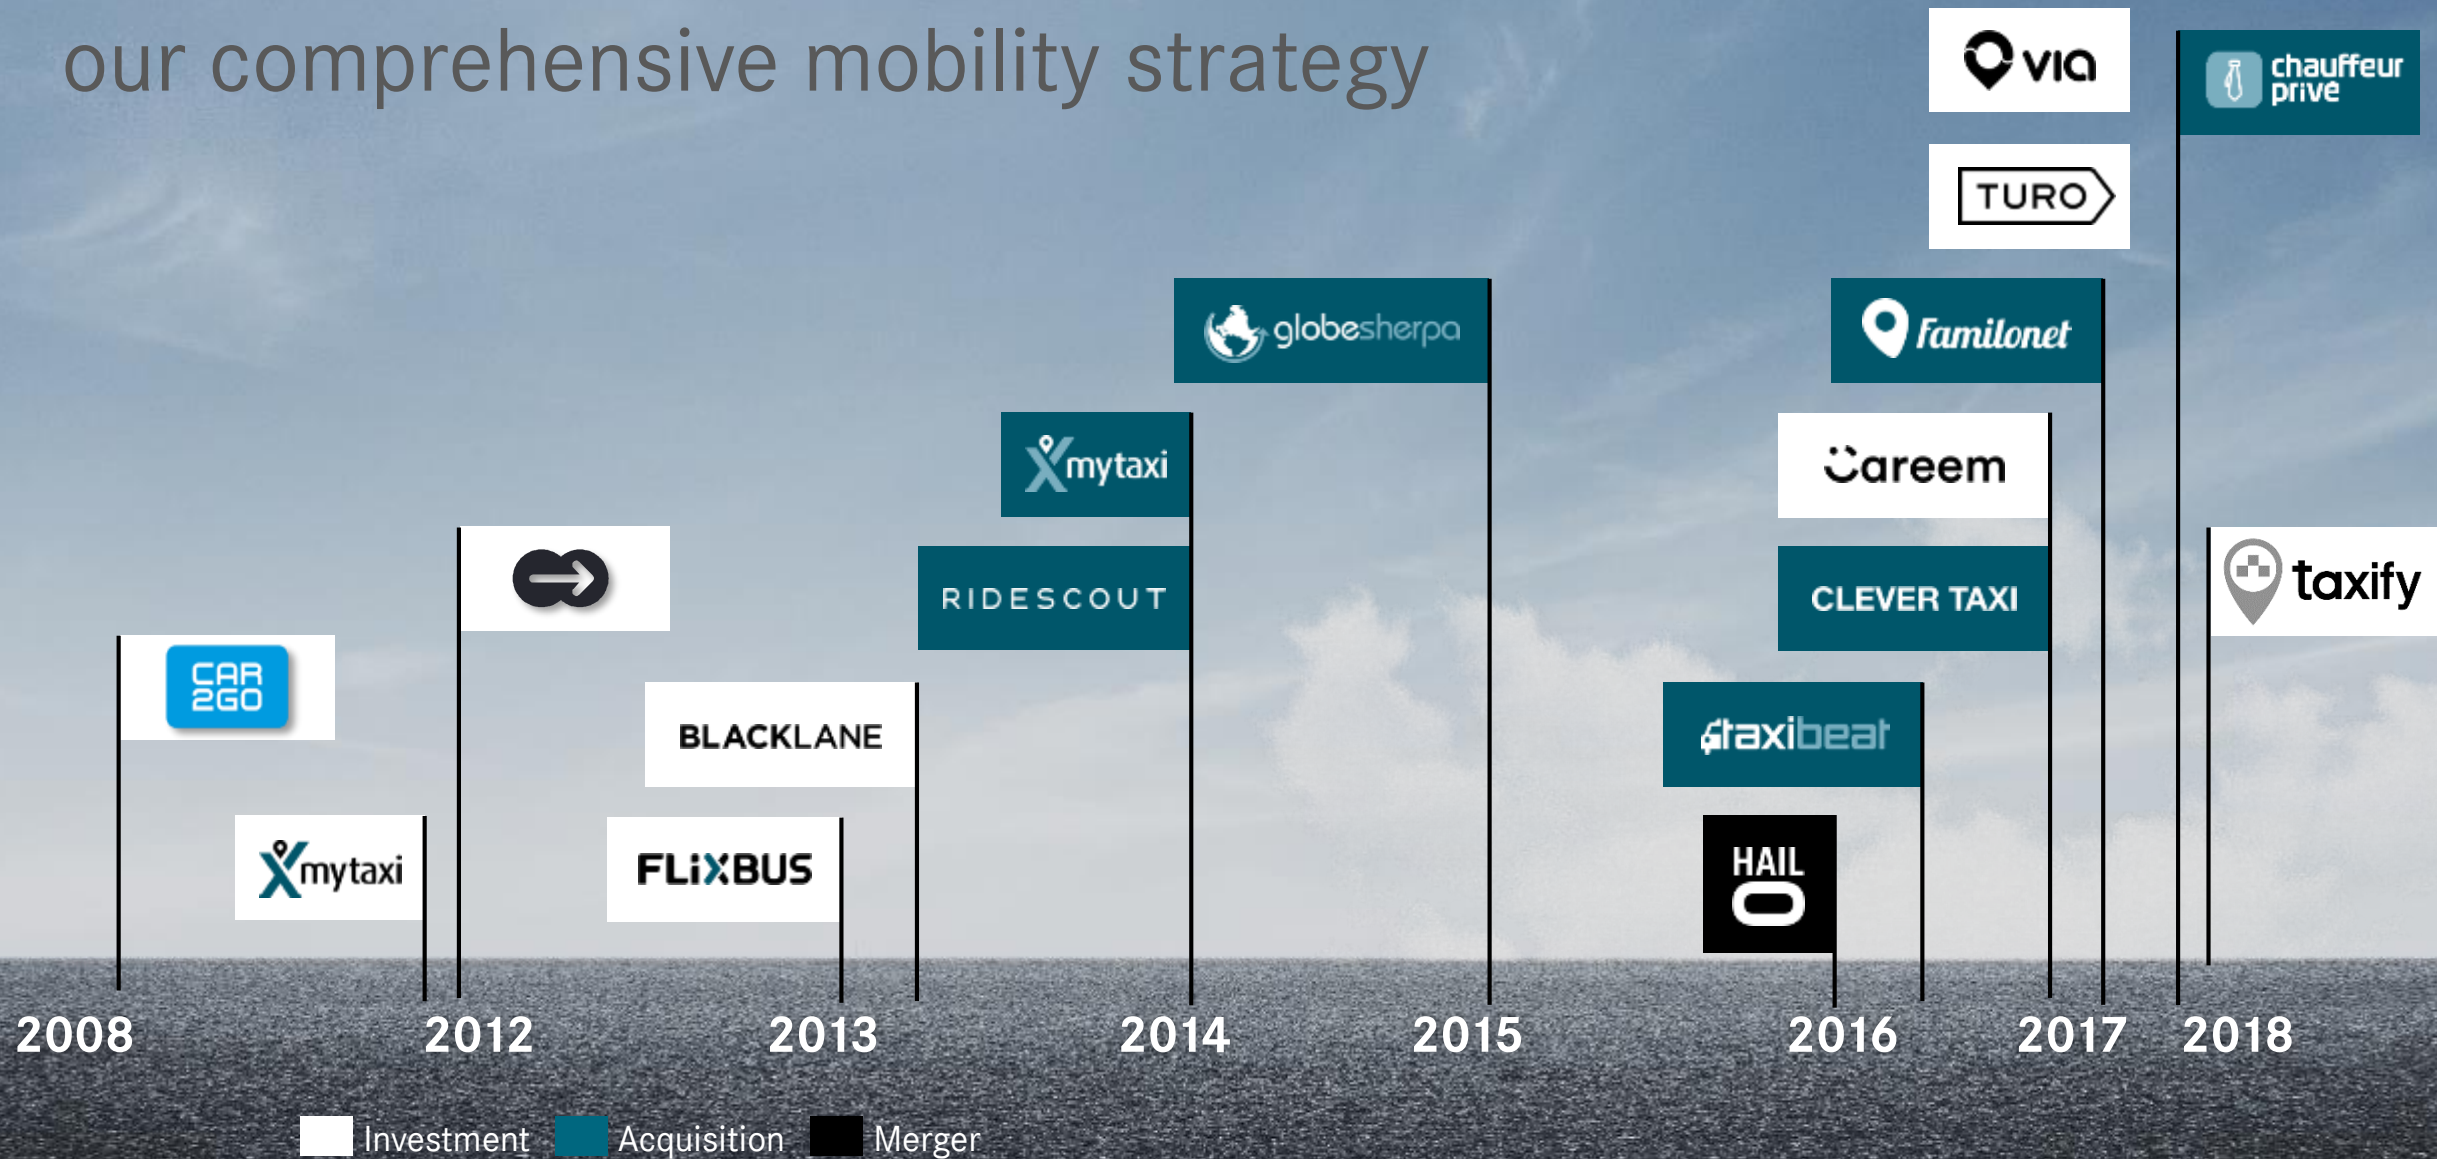 our comprehensive mobility strategy
VIA
chauffeur
privé
TURO
globesherpa
Familonet
mytaxi
Careem
RIDESCOUT
CLEVER TAXI
taxify
CAR
2GO
BLACKLANE
taxibeat
mytaxi
FLiXBUS
HAIL
O
2008 2012 2013 2014 2015 2016 2017 2018
Investment Acquisition Merger